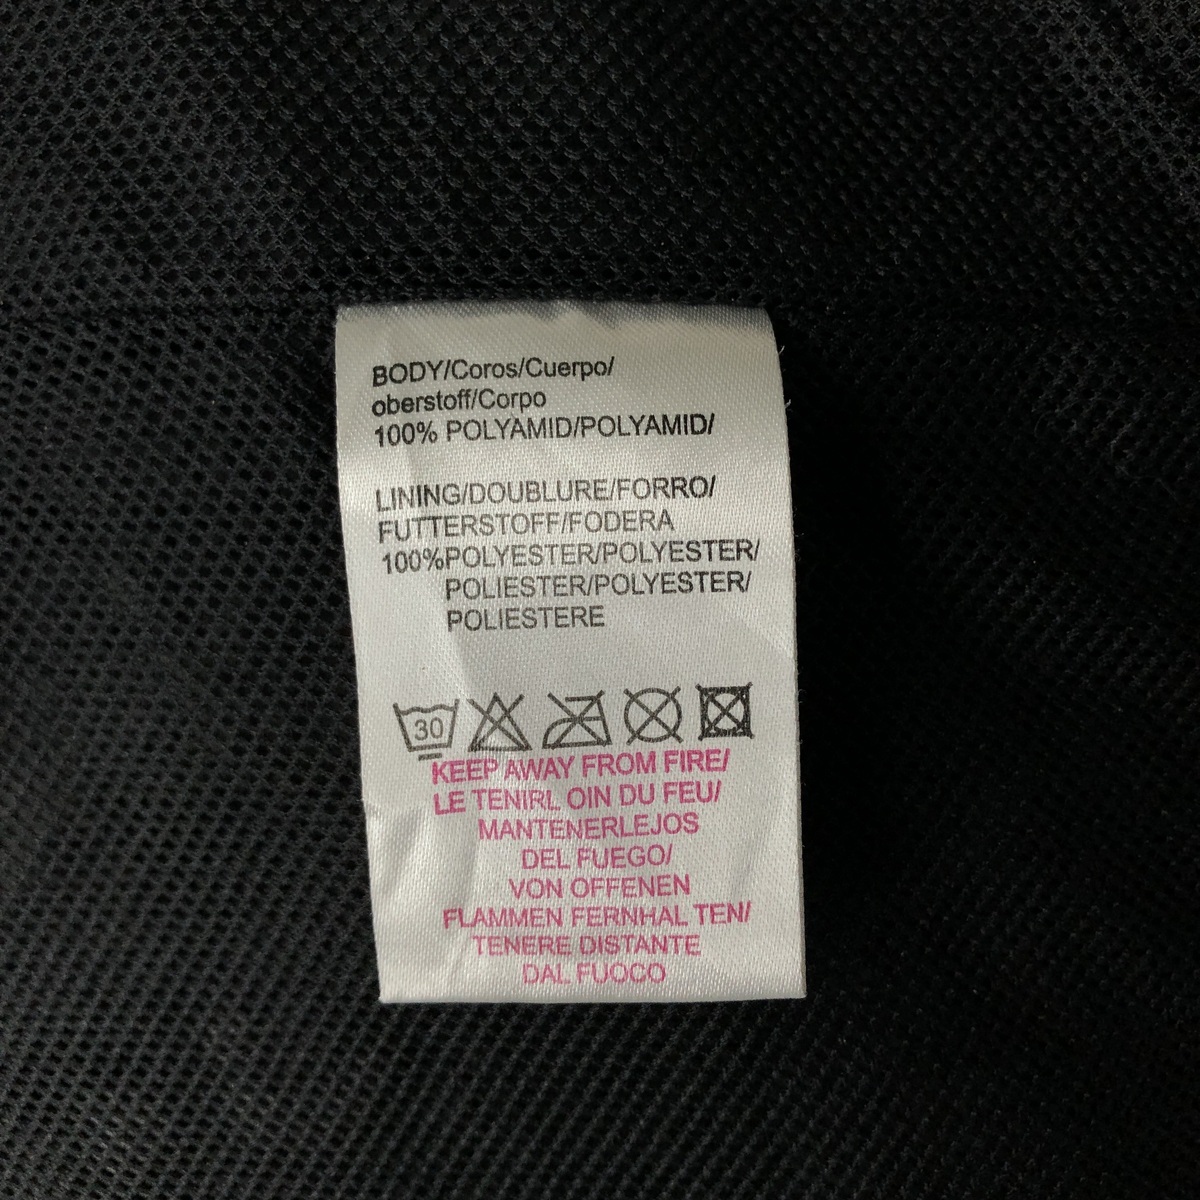 BODY/Coros/Cuerpo/
oberstoff/Corpo
100% POLYAMID/POLYAMID/
LINING/DOUBLURE/FORRO/
FUTTERSTOFF/FODERA
100%POLYESTER/POLYESTER/
POLIESTER/POLYESTER/
POLIESTERE
30
KEEP AWAY FROM FIRE/
LE TENIRL OIN DU FEU/
MANTENERLEJOS
DEL FUEGO/
VON OFFENEN
FLAMMEN FERNHAL TEN/
TENERE DISTANTE
DAL FUOCO